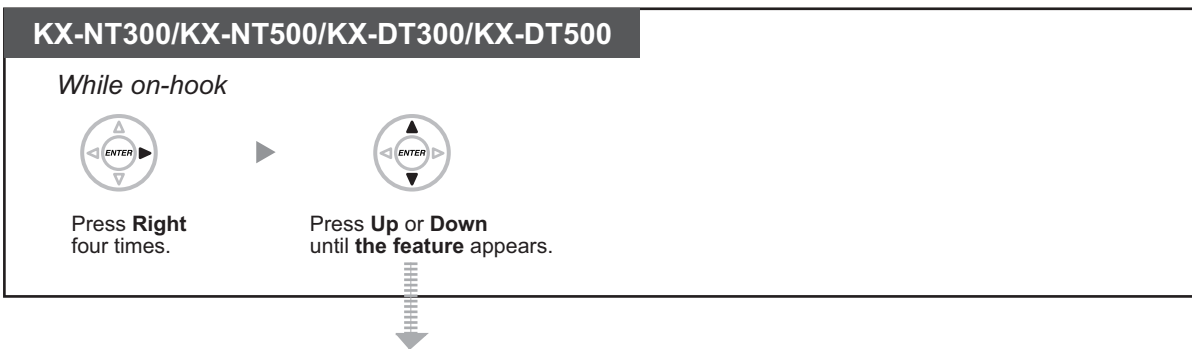 KX-NT300/KX-NT500/KX-DT300/KX-DT500
While on-hook
ENTER
ENTER
Press Right
four times.
Press Up or Down
until the feature appears.